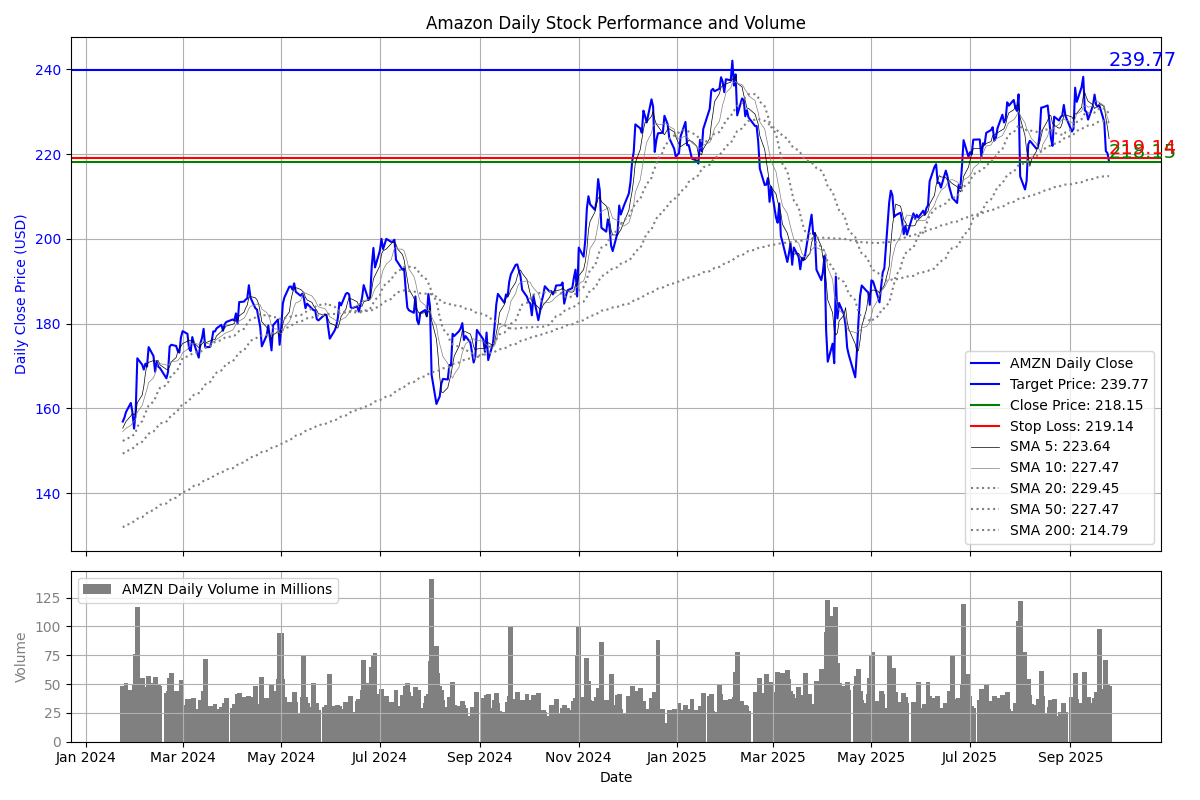 Amazon Daily Stock Performance and Volume
Daily Close Price (USD)
240
220
200
180
160
140
239.77
219.14
218.15
AMZN Daily Close
Target Price: 239.77
Close Price: 218.15
Stop Loss: 219.14
SMA 5: 223.64
SMA 10: 227.47
SMA 20: 229.45
SMA 50: 227.47
SMA 200: 214.79
AMZN Daily Volume in Millions
Volume
125
100
75
50
25
0
Jan 2024 Mar 2024 May 2024 Jul 2024 Sep 2024 Nov 2024 Jan 2025 Mar 2025 May 2025 Jul 2025 Sep 2025
Date